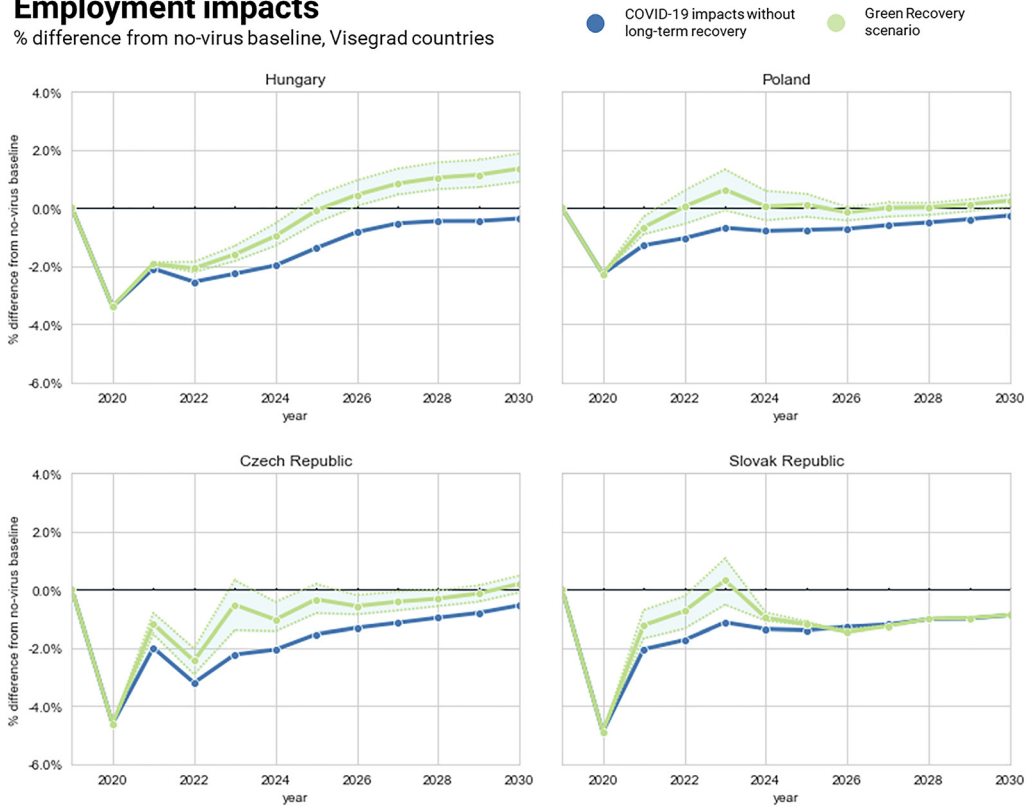 Employment impacts
% difference from no-virus baseline, Visegrad countries
COVID-19 impacts without
long-term recovery
Green Recovery
scenario
Hungary
4.0%
2.0%
0.0%
-2.0%
-4.0%
-6.0%
% difference from no-virus baseline
2020 2022 2024 2026 2028 2030
year
Poland
2020 2022 2024 2026 2028 2030
year
Czech Republic
4.0%
2.0%
0.0%
-2.0%
-4.0%
-6.0%
% difference from no-virus baseline
2020 2022 2024 2026 2028 2030
year
Slovak Republic
2020 2022 2024 2026 2028 2030
year